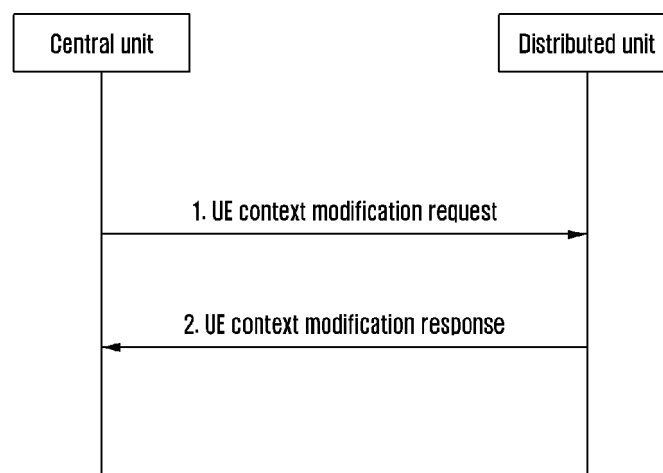 Central unit
Distributed unit
1. UE context modification request
2. UE context modification response